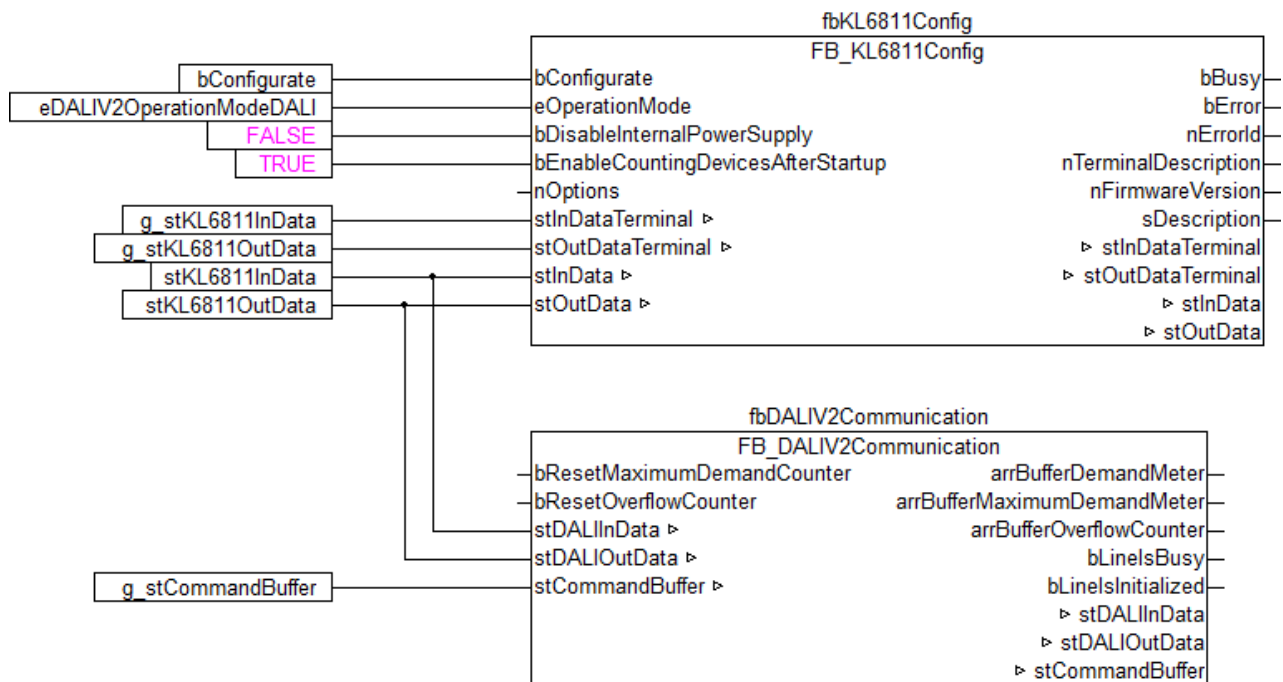 fbKL6811Config
FB_KL6811Config
bConfigurate bConfigurate bBusy
eDALIV2OperationModeDALI eOperationMode bError
FALSE bDisableInternalPowerSupply nErrorId
TRUE bEnableCountingDevicesAfterStartup nTerminalDescription
nOptions nFirmwareVersion
g_stKL6811InData stInDataTerminal ▹ sDescription
g_stKL6811OutData stOutDataTerminal ▹ ▹ stInDataTerminal
stKL6811InData stInData ▹ ▹ stOutDataTerminal
stKL6811OutData stOutData ▹ ▹ stInData
▹ stOutData
fbDALIV2Communication
FB_DALIV2Communication
bResetMaximumDemandCounter arrBufferDemandMeter
bResetOverflowCounter arrBufferMaximumDemandMeter
stDALIInData ▹ arrBufferOverflowCounter
stDALIOutData ▹ bLineIsBusy
g_stCommandBuffer stCommandBuffer ▹ bLineIsInitialized
▹ stDALIInData
▹ stDALIOutData
▹ stCommandBuffer